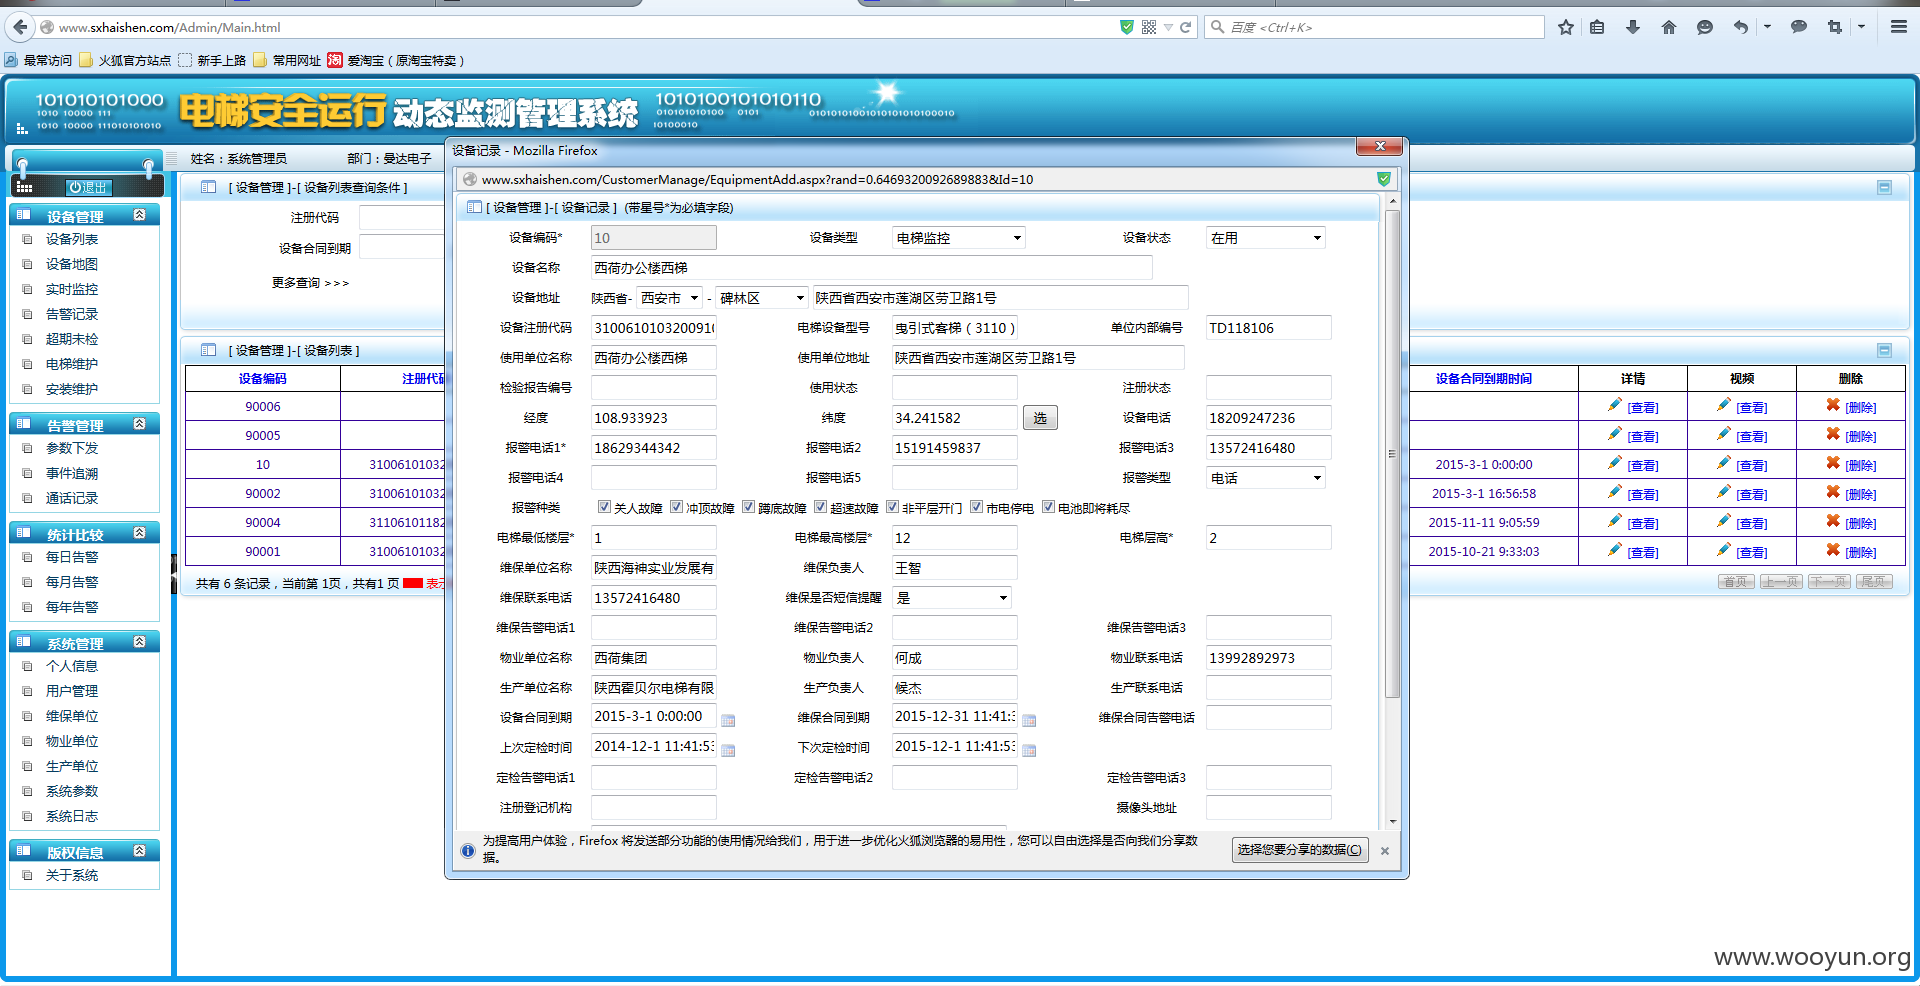 www.sxhaishen.com/Admin/Main.html
百度 <Ctrl+K>
最常访问 火狐官方站点 新手上路 常用网址 爱淘宝（原淘宝特卖）
101010101000
1010 10000 111
1010 10000 111010101010
电梯安全运行动态监测管理系统
1010100101010110
01010101010100 0101
10100010
姓名：系统管理员 部门：曼达电子
退出
设备管理
设备列表
设备地图
实时监控
告警记录
超期未检
电梯维护
安装维护
告警管理
参数下发
事件追溯
通话记录
统计比较
每日告警
每月告警
每年告警
系统管理
个人信息
用户管理
维保单位
物业单位
生产单位
系统参数
系统日志
版权信息
关于系统
[ 设备管理 ]-[ 设备列表查询条件 ]
注册代码
设备合同到期
更多查询 >>>
[ 设备管理 ]-[ 设备列表 ]
设备编码 注册代码 设备合同到期时间 详情 视频 删除
90006 [查看] [查看] [删除]
90005 [查看] [查看] [删除]
10 31006101032 2015-3-1 0:00:00 [查看] [查看] [删除]
90002 31006101032 2015-3-1 16:56:58 [查看] [查看] [删除]
90004 31106101182 2015-11-11 9:05:59 [查看] [查看] [删除]
90001 31006101032 2015-10-21 9:33:03 [查看] [查看] [删除]
共有 6 条记录，当前第 1页，共有1 页 表示
首页 上一页 下一页 尾页
设备记录 - Mozilla Firefox
www.sxhaishen.com/CustomerManage/EquipmentAdd.aspx?rand=0.6469320092689883&Id=10
[ 设备管理 ]-[ 设备记录 ] (带星号*为必填字段)
设备编码* 10 设备类型 电梯监控 设备状态 在用
设备名称 西荷办公楼西梯
设备地址 陕西省- 西安市 - 碑林区 陕西省西安市莲湖区劳卫路1号
设备注册代码 310061010320091( 电梯设备型号 曳引式客梯（3110） 单位内部编号 TD118106
使用单位名称 西荷办公楼西梯 使用单位地址 陕西省西安市莲湖区劳卫路1号
检验报告编号 使用状态 注册状态
经度 108.933923 纬度 34.241582 选 设备电话 18209247236
报警电话1* 18629344342 报警电话2 15191459837 报警电话3 13572416480
报警电话4 报警电话5 报警类型 电话
报警种类 关人故障 冲顶故障 蹲底故障 超速故障 非平层开门 市电停电 电池即将耗尽
电梯最低楼层* 1 电梯最高楼层* 12 电梯层高* 2
维保单位名称 陕西海神实业发展有 维保负责人 王智
维保联系电话 13572416480 维保是否短信提醒 是
维保告警电话1 维保告警电话2 维保告警电话3
物业单位名称 西荷集团 物业负责人 何成 物业联系电话 13992892973
生产单位名称 陕西霍贝尔电梯有限 生产负责人 候杰 生产联系电话
设备合同到期 2015-3-1 0:00:00 维保合同到期 2015-12-31 11:41:3 维保合同告警电话
上次定检时间 2014-12-1 11:41:53 下次定检时间 2015-12-1 11:41:53
定检告警电话1 定检告警电话2 定检告警电话3
注册登记机构 摄像头地址
为提高用户体验，Firefox 将发送部分功能的使用情况给我们，用于进一步优化火狐浏览器的易用性，您可以自由选择是否向我们分享数
据。
选择您要分享的数据(C)
www.wooyun.org